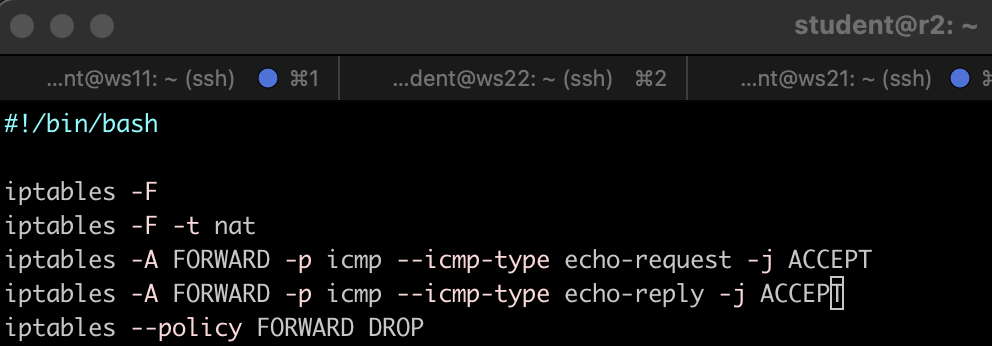 student@r2: ~
...nt@ws11: ~ (ssh) ⌘1 ...dent@ws22: ~ (ssh) ⌘2 ...nt@ws21: ~ (ssh)
#!/bin/bash
iptables -F
iptables -F -t nat
iptables -A FORWARD -p icmp --icmp-type echo-request -j ACCEPT
iptables -A FORWARD -p icmp --icmp-type echo-reply -j ACCEPT
iptables --policy FORWARD DROP